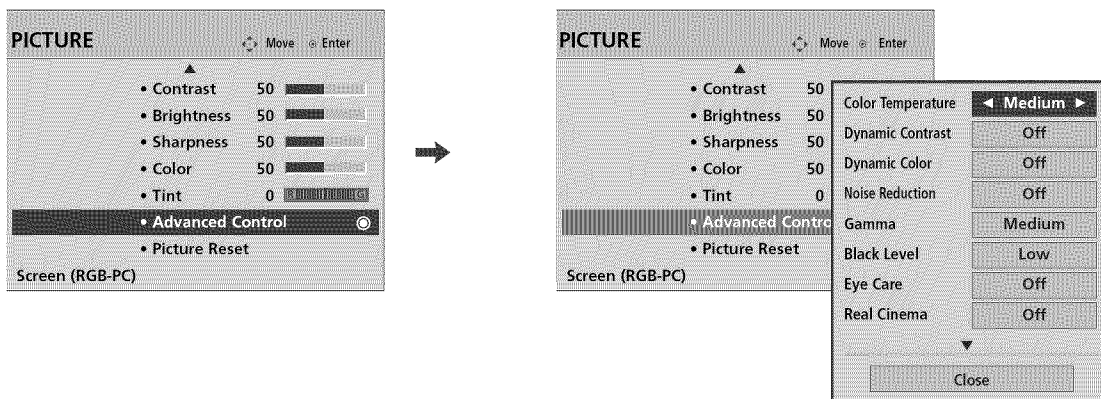 PICTURE Move Enter
• Contrast 50
• Brightness 50
• Sharpness 50
• Color 50
• Tint 0 R G
• Advanced Control
• Picture Reset
Screen (RGB-PC)
PICTURE Move Enter
• Contrast 50
• Brightness 50
• Sharpness 50
• Color 50
• Tint 0
• Advanced Contro
• Picture Reset
Screen (RGB-PC)
Color Temperature Medium
Dynamic Contrast Off
Dynamic Color Off
Noise Reduction Off
Gamma Medium
Black Level Low
Eye Care Off
Real Cinema Off
Close